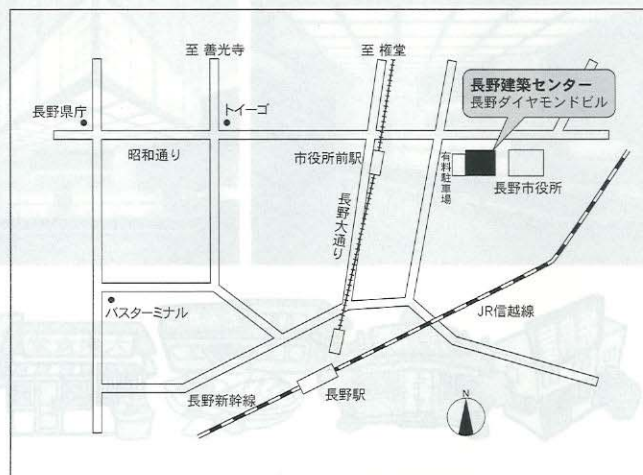 至 善光寺
至 権堂
長野建築センター
長野ダイヤモンドビル
長野県庁
トイーゴ
昭和通り
市役所前駅
有料駐車場
長野市役所
長野大通り
バスターミナル
JR信越線
長野新幹線
長野駅
N